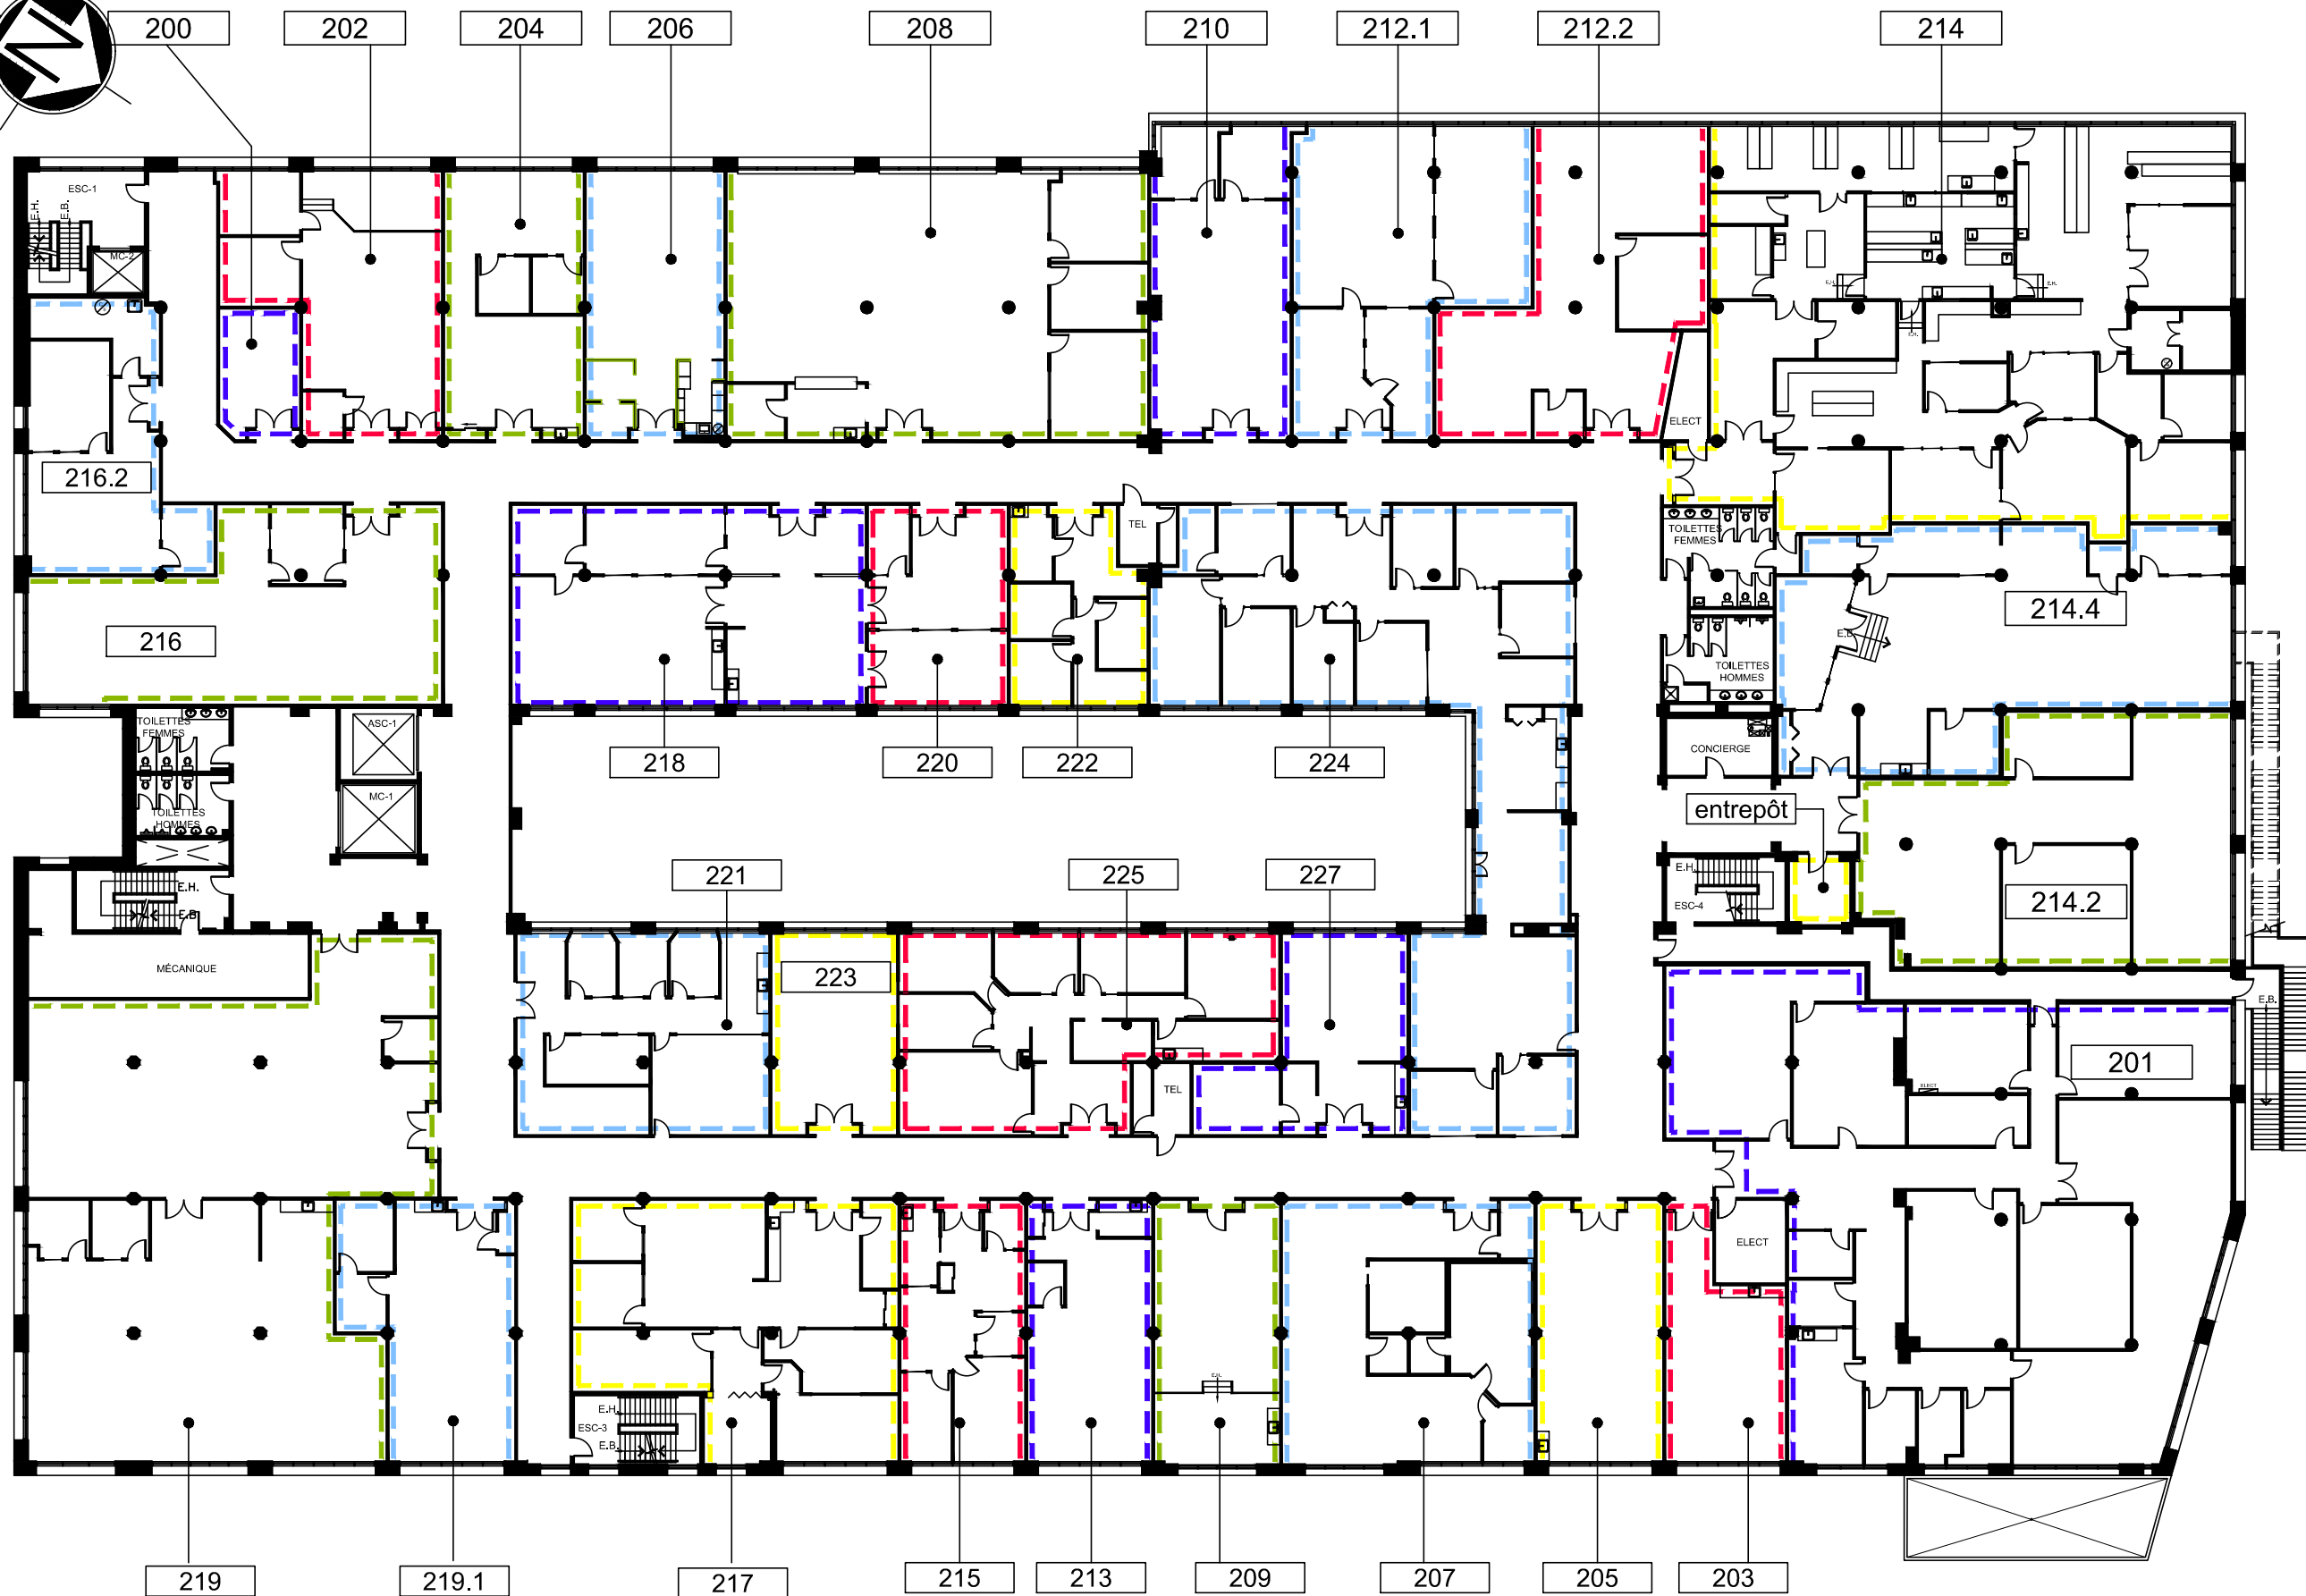 N
200
202
204
206
208
210
212.1
212.2
214
ESC-1
E.H.
E.B.
MC-2
ELECT
216.2
TEL
TOILETTES
FEMMES
214.4
E.B.
216
TOILETTES
HOMMES
TOILETTES
FEMMES
ASC-1
218
220
222
224
CONCIERGE
MC-1
TOILETTES
HOMMES
entrepôt
221
225
227
E.H.
E.B.
E.H.
ESC-4
214.2
MÉCANIQUE
223
E.B.
201
TEL
ELECT
ELECT
E.H.
ESC-3
E.B.
219
219.1
217
215
213
209
207
205
203